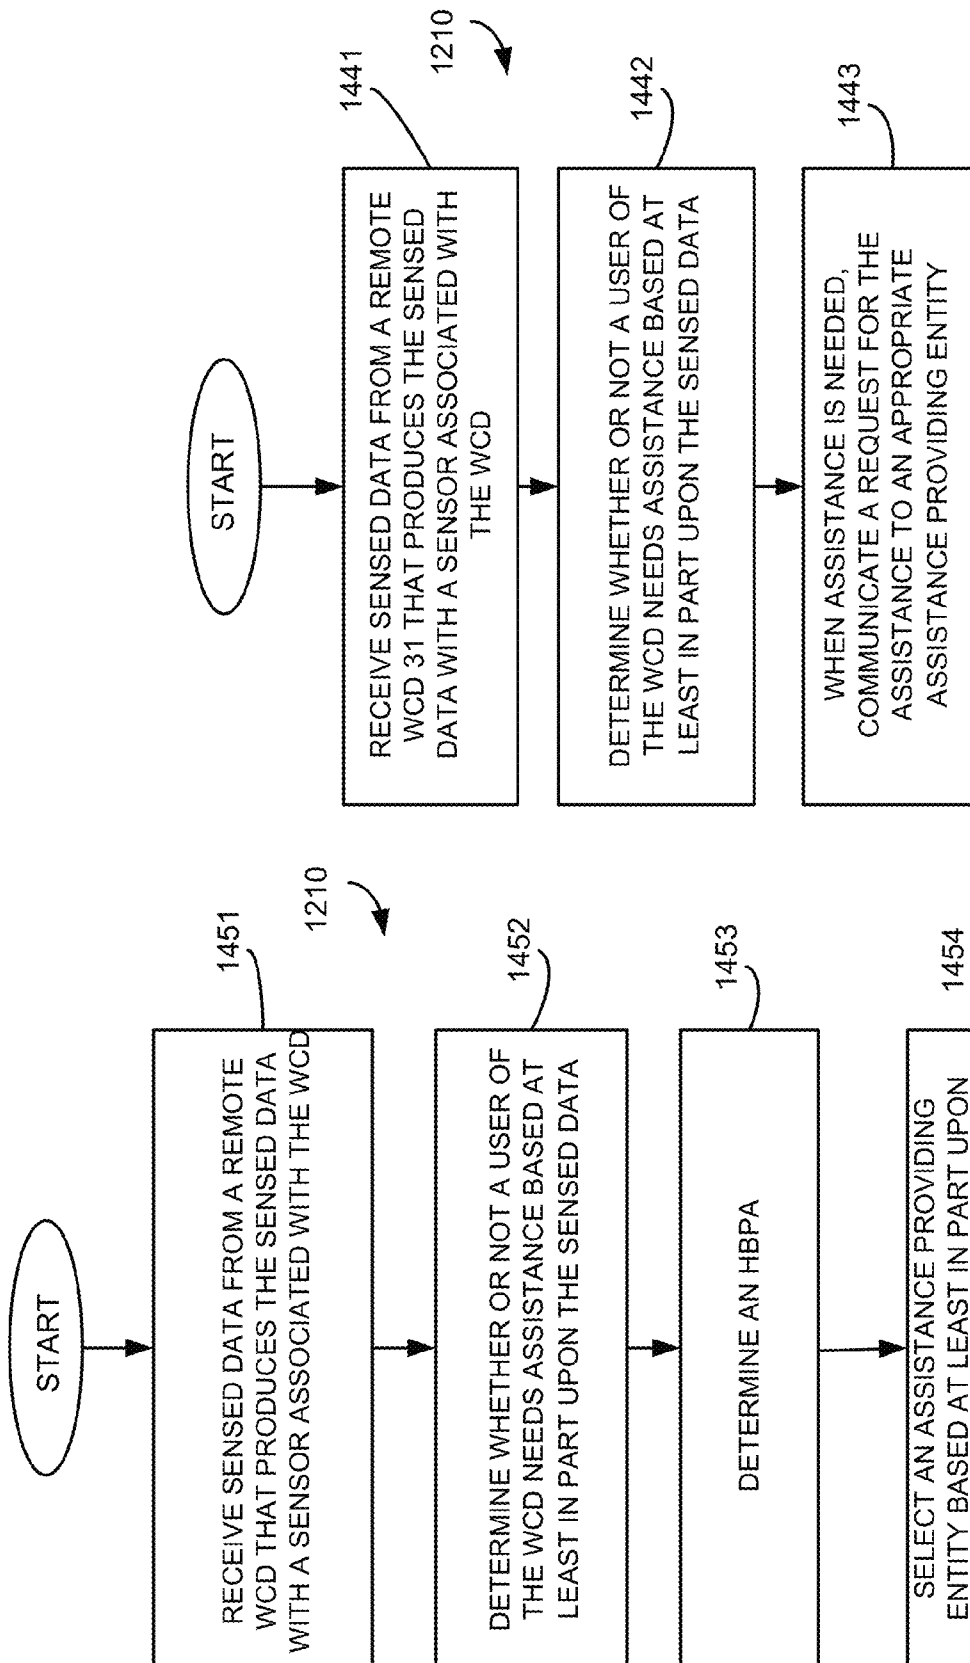 START
1210
1441
RECEIVE SENSED DATA FROM A REMOTE
WCD 31 THAT PRODUCES THE SENSED
DATA WITH A SENSOR ASSOCIATED WITH
THE WCD
1442
DETERMINE WHETHER OR NOT A USER OF
THE WCD NEEDS ASSISTANCE BASED AT
LEAST IN PART UPON THE SENSED DATA
1443
WHEN ASSISTANCE IS NEEDED,
COMMUNICATE A REQUEST FOR THE
ASSISTANCE TO AN APPROPRIATE
ASSISTANCE PROVIDING ENTITY
START
1210
1451
RECEIVE SENSED DATA FROM A REMOTE
WCD THAT PRODUCES THE SENSED DATA
WITH A SENSOR ASSOCIATED WITH THE WCD
1452
DETERMINE WHETHER OR NOT A USER OF
THE WCD NEEDS ASSISTANCE BASED AT
LEAST IN PART UPON THE SENSED DATA
1453
DETERMINE AN HBPA
1454
SELECT AN ASSISTANCE PROVIDING
ENTITY BASED AT LEAST IN PART UPON